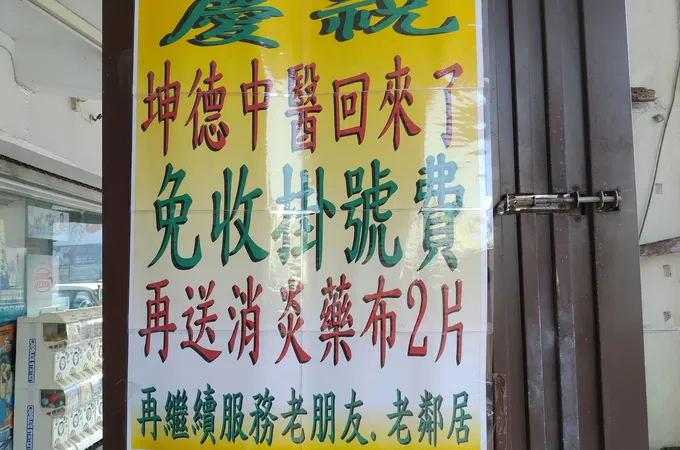 慶祝
坤德中醫回來了
免收掛號費
再送消炎藥布2片
再繼續服務老朋友.老鄰居